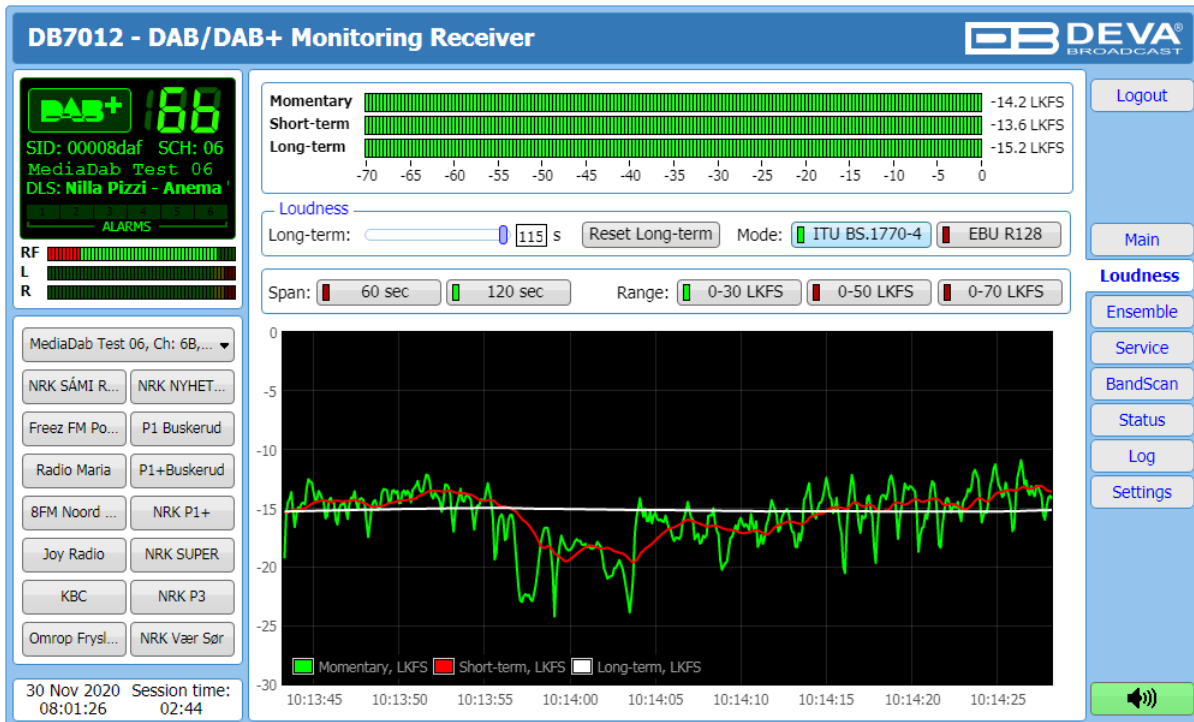 DB7012 - DAB/DAB+ Monitoring Receiver
DEVA®
BROADCAST
DAB+
6b
SID: 00008daf SCH: 06
MediaDab Test 06
DLS: Nilla Pizzi - Anema '
1 2 3 4 5 6
ALARMS
RF
L
R
MediaDab Test 06, Ch: 6B,...
NRK SÁMI R... NRK NYHET...
Freez FM Po... P1 Buskerud
Radio Maria P1+Buskerud
8FM Noord ... NRK P1+
Joy Radio NRK SUPER
KBC NRK P3
Omrop Frysl... NRK Vær Sør
30 Nov 2020 Session time:
08:01:26 02:44
Momentary -14.2 LKFS
Short-term -13.6 LKFS
Long-term -15.2 LKFS
-70 -65 -60 -55 -50 -45 -40 -35 -30 -25 -20 -15 -10 -5 0
Loudness
Long-term: 115 s Reset Long-term Mode: ITU BS.1770-4 EBU R128
Span: 60 sec 120 sec Range: 0-30 LKFS 0-50 LKFS 0-70 LKFS
0
-5
-10
-15
-20
-25
-30
Momentary, LKFS Short-term, LKFS Long-term, LKFS
10:13:45 10:13:50 10:13:55 10:14:00 10:14:05 10:14:10 10:14:15 10:14:20 10:14:25
Logout
Main
Loudness
Ensemble
Service
BandScan
Status
Log
Settings